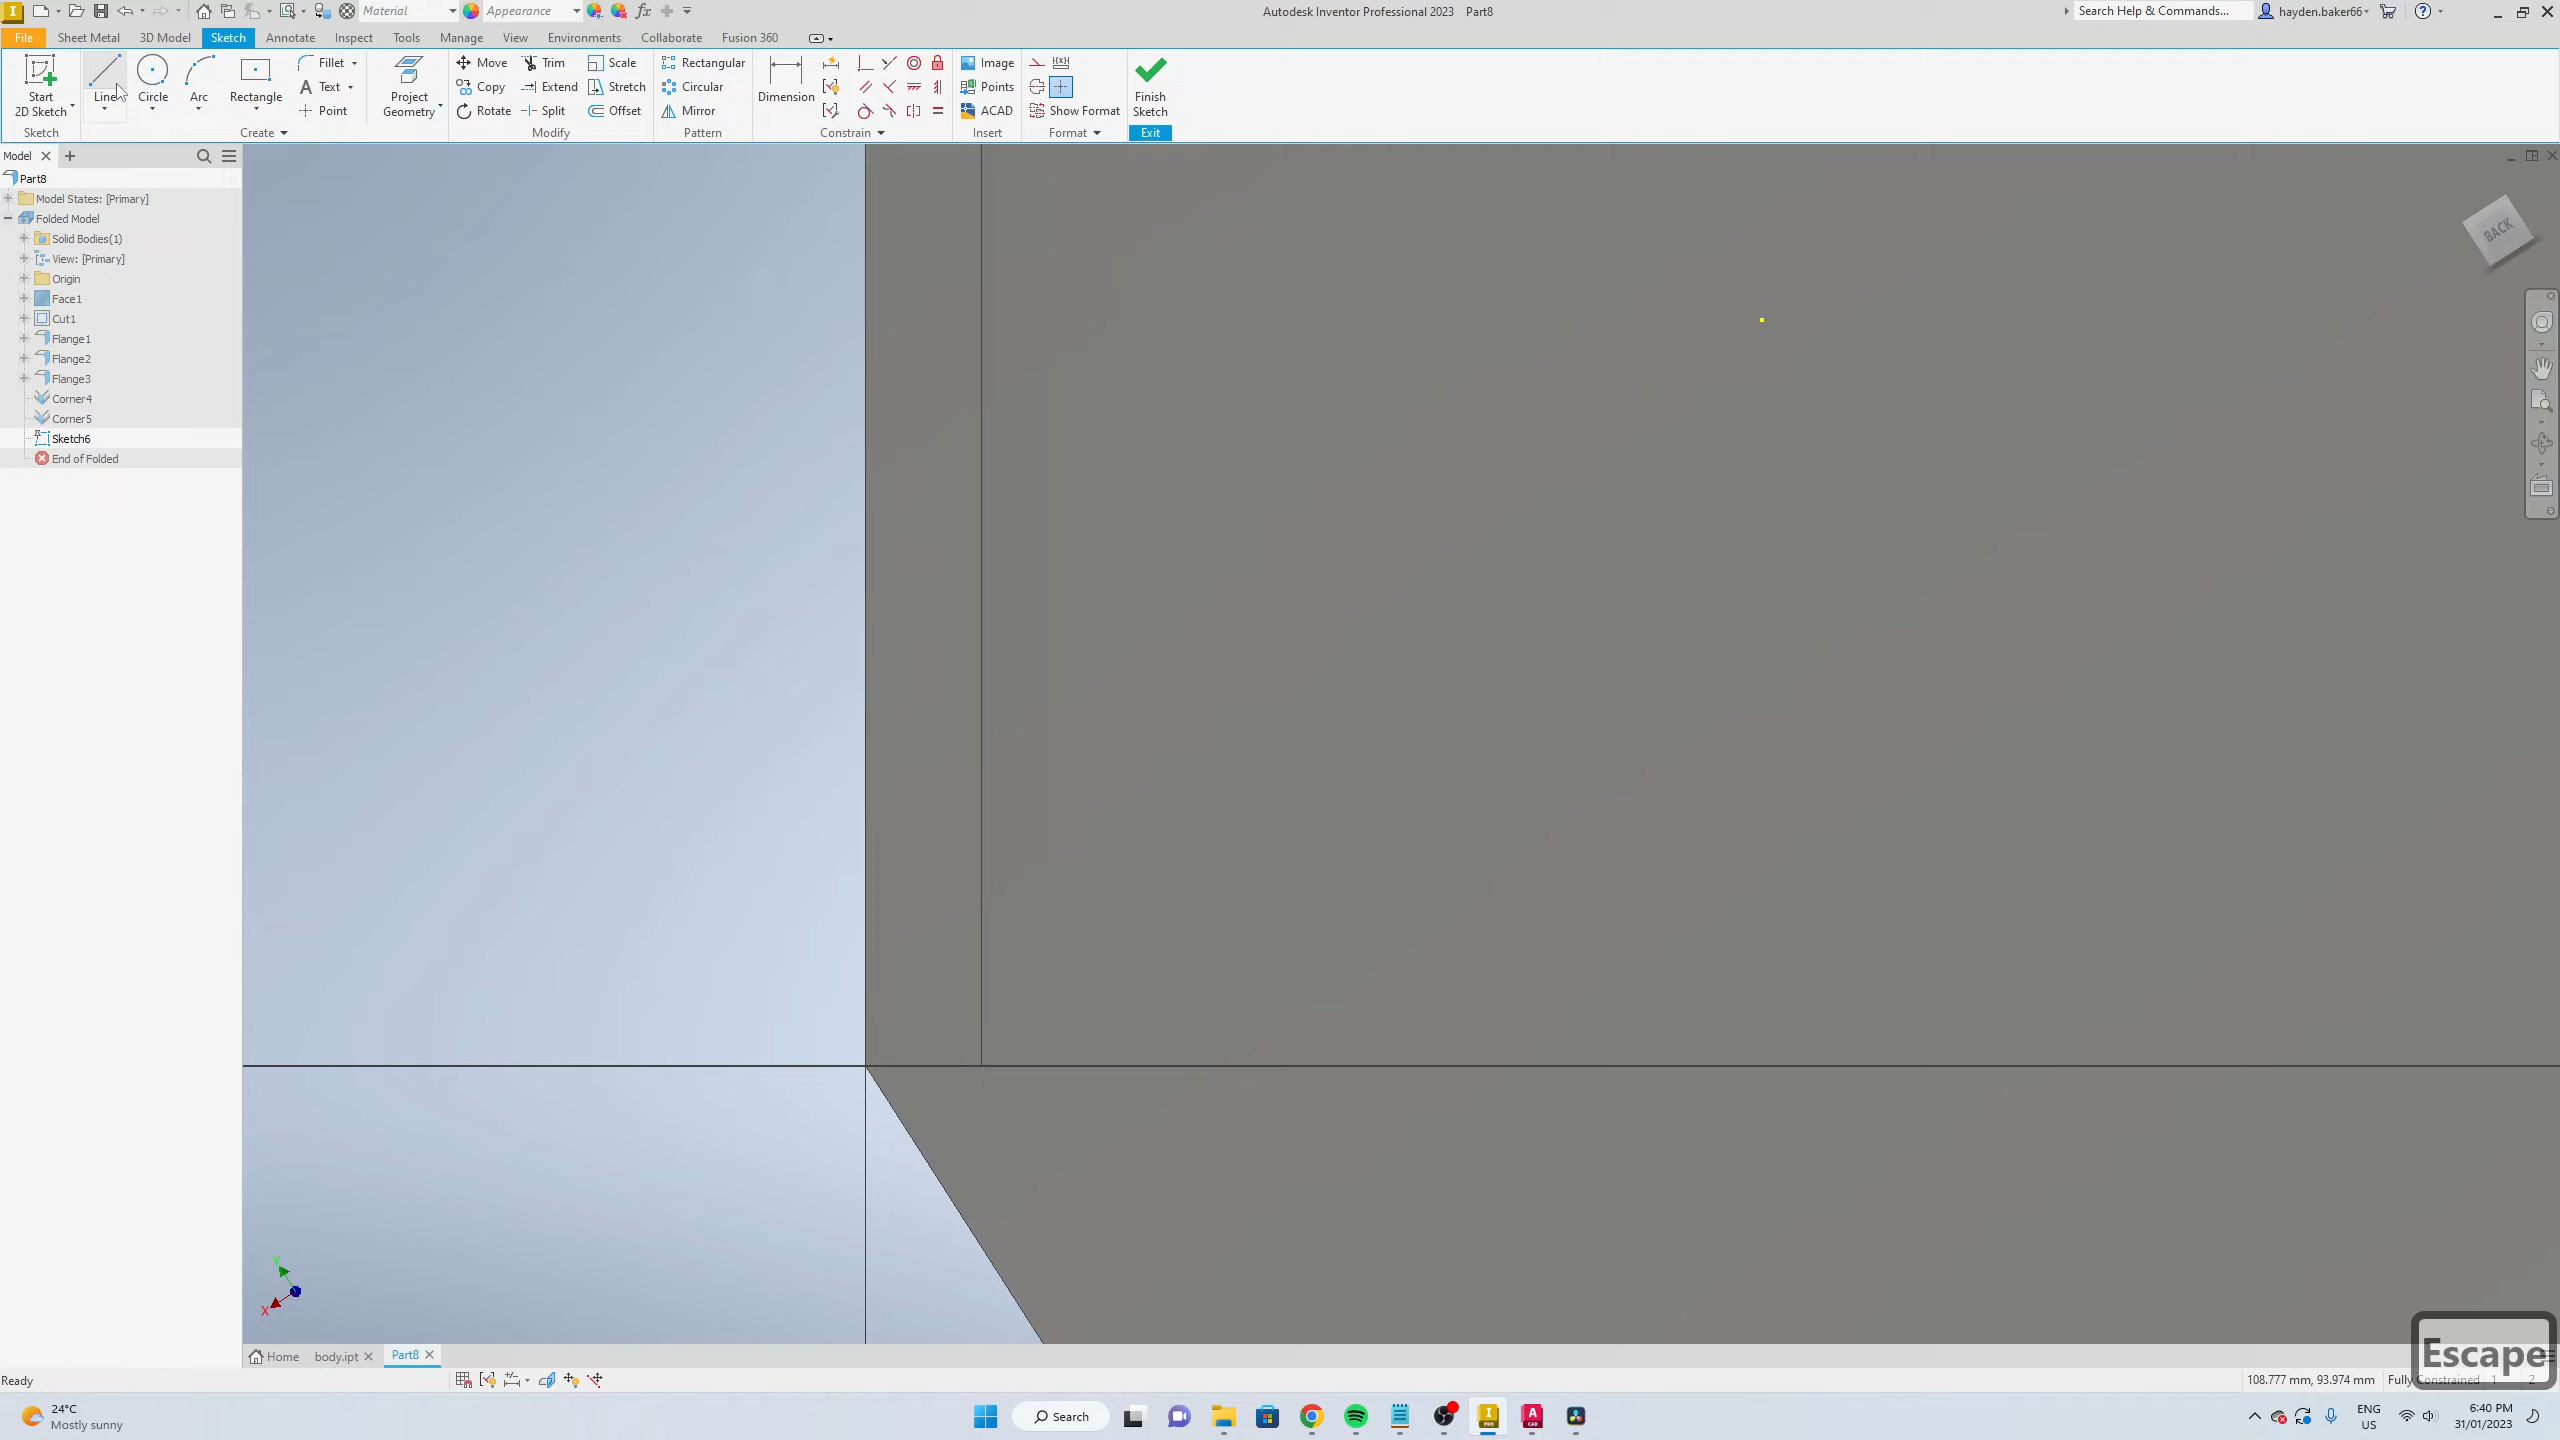 Material
Appearance
Autodesk Inventor Professional 2023 Part8
Search Help & Commands...
hayden.baker66
File
Sheet Metal
3D Model
Sketch
Annotate
Inspect
Tools
Manage
View
Environments
Collaborate
Fusion 360
Start
2D Sketch
Line
Circle
Arc
Rectangle
Fillet
Text
Point
Project
Geometry
Move
Copy
Rotate
Trim
Extend
Split
Scale
Stretch
Offset
Rectangular
Circular
Mirror
Dimension
Image
Points
ACAD
Show Format
Finish
Sketch
Sketch
Create
Modify
Pattern
Constrain
Insert
Format
Exit
Model
Part8
Model States: [Primary]
Folded Model
Solid Bodies(1)
View: [Primary]
Origin
Face1
Cut1
Flange1
Flange2
Flange3
Corner4
Corner5
Sketch6
End of Folded
BACK
Y
X
Home
body.ipt
Part8
Escape
Ready
108.777 mm, 93.974 mm
Fully Constrained
1
2
24°C
Mostly sunny
Search
ENG
US
6:40 PM
31/01/2023